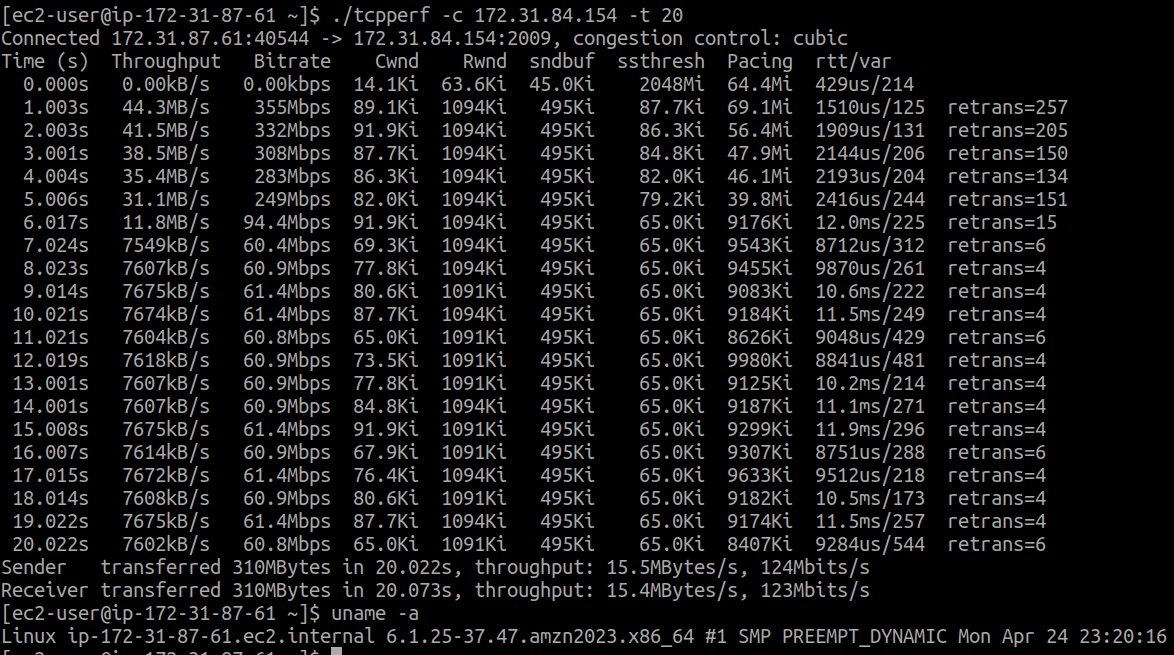 [ec2-user@ip-172-31-87-61 ~]$ ./tcpperf -c 172.31.84.154 -t 20
Connected 172.31.87.61:40544 -> 172.31.84.154:2009, congestion control: cubic
Time (s)  Throughput   Bitrate    Cwnd    Rwnd  sndbuf  ssthresh  Pacing  rtt/var
0.000s   0.00kB/s   0.00kbps  14.1Ki  63.6Ki  45.0Ki    2048Mi  64.4Mi  429us/214
1.003s   44.3MB/s    355Mbps  89.1Ki  1094Ki   495Ki    87.7Ki  69.1Mi  1510us/125  retrans=257
2.003s   41.5MB/s    332Mbps  91.9Ki  1094Ki   495Ki    86.3Ki  56.4Mi  1909us/131  retrans=205
3.001s   38.5MB/s    308Mbps  87.7Ki  1094Ki   495Ki    84.8Ki  47.9Mi  2144us/206  retrans=150
4.004s   35.4MB/s    283Mbps  86.3Ki  1094Ki   495Ki    82.0Ki  46.1Mi  2193us/204  retrans=134
5.006s   31.1MB/s    249Mbps  82.0Ki  1094Ki   495Ki    79.2Ki  39.8Mi  2416us/244  retrans=151
6.017s   11.8MB/s   94.4Mbps  91.9Ki  1094Ki   495Ki    65.0Ki  9176Ki  12.0ms/225  retrans=15
7.024s   7549kB/s   60.4Mbps  69.3Ki  1094Ki   495Ki    65.0Ki  9543Ki  8712us/312  retrans=6
8.023s   7607kB/s   60.9Mbps  77.8Ki  1094Ki   495Ki    65.0Ki  9455Ki  9870us/261  retrans=4
9.014s   7675kB/s   61.4Mbps  80.6Ki  1091Ki   495Ki    65.0Ki  9083Ki  10.6ms/222  retrans=4
10.021s   7674kB/s   61.4Mbps  87.7Ki  1094Ki   495Ki    65.0Ki  9184Ki  11.5ms/249  retrans=4
11.021s   7604kB/s   60.8Mbps  65.0Ki  1091Ki   495Ki    65.0Ki  8626Ki  9048us/429  retrans=6
12.019s   7618kB/s   60.9Mbps  73.5Ki  1091Ki   495Ki    65.0Ki  9980Ki  8841us/481  retrans=4
13.001s   7607kB/s   60.9Mbps  77.8Ki  1091Ki   495Ki    65.0Ki  9125Ki  10.2ms/214  retrans=4
14.001s   7607kB/s   60.9Mbps  84.8Ki  1094Ki   495Ki    65.0Ki  9187Ki  11.1ms/271  retrans=4
15.008s   7675kB/s   61.4Mbps  91.9Ki  1091Ki   495Ki    65.0Ki  9299Ki  11.9ms/296  retrans=4
16.007s   7614kB/s   60.9Mbps  67.9Ki  1091Ki   495Ki    65.0Ki  9307Ki  8751us/288  retrans=6
17.015s   7672kB/s   61.4Mbps  76.4Ki  1094Ki   495Ki    65.0Ki  9633Ki  9512us/218  retrans=4
18.014s   7608kB/s   60.9Mbps  80.6Ki  1091Ki   495Ki    65.0Ki  9182Ki  10.5ms/173  retrans=4
19.022s   7675kB/s   61.4Mbps  87.7Ki  1094Ki   495Ki    65.0Ki  9174Ki  11.5ms/257  retrans=4
20.022s   7602kB/s   60.8Mbps  65.0Ki  1091Ki   495Ki    65.0Ki  8407Ki  9284us/544  retrans=6
Sender   transferred 310MBytes in 20.022s, throughput: 15.5MBytes/s, 124Mbits/s
Receiver transferred 310MBytes in 20.073s, throughput: 15.4MBytes/s, 123Mbits/s
[ec2-user@ip-172-31-87-61 ~]$ uname -a
Linux ip-172-31-87-61.ec2.internal 6.1.25-37.47.amzn2023.x86_64 #1 SMP PREEMPT_DYNAMIC Mon Apr 24 23:20:16